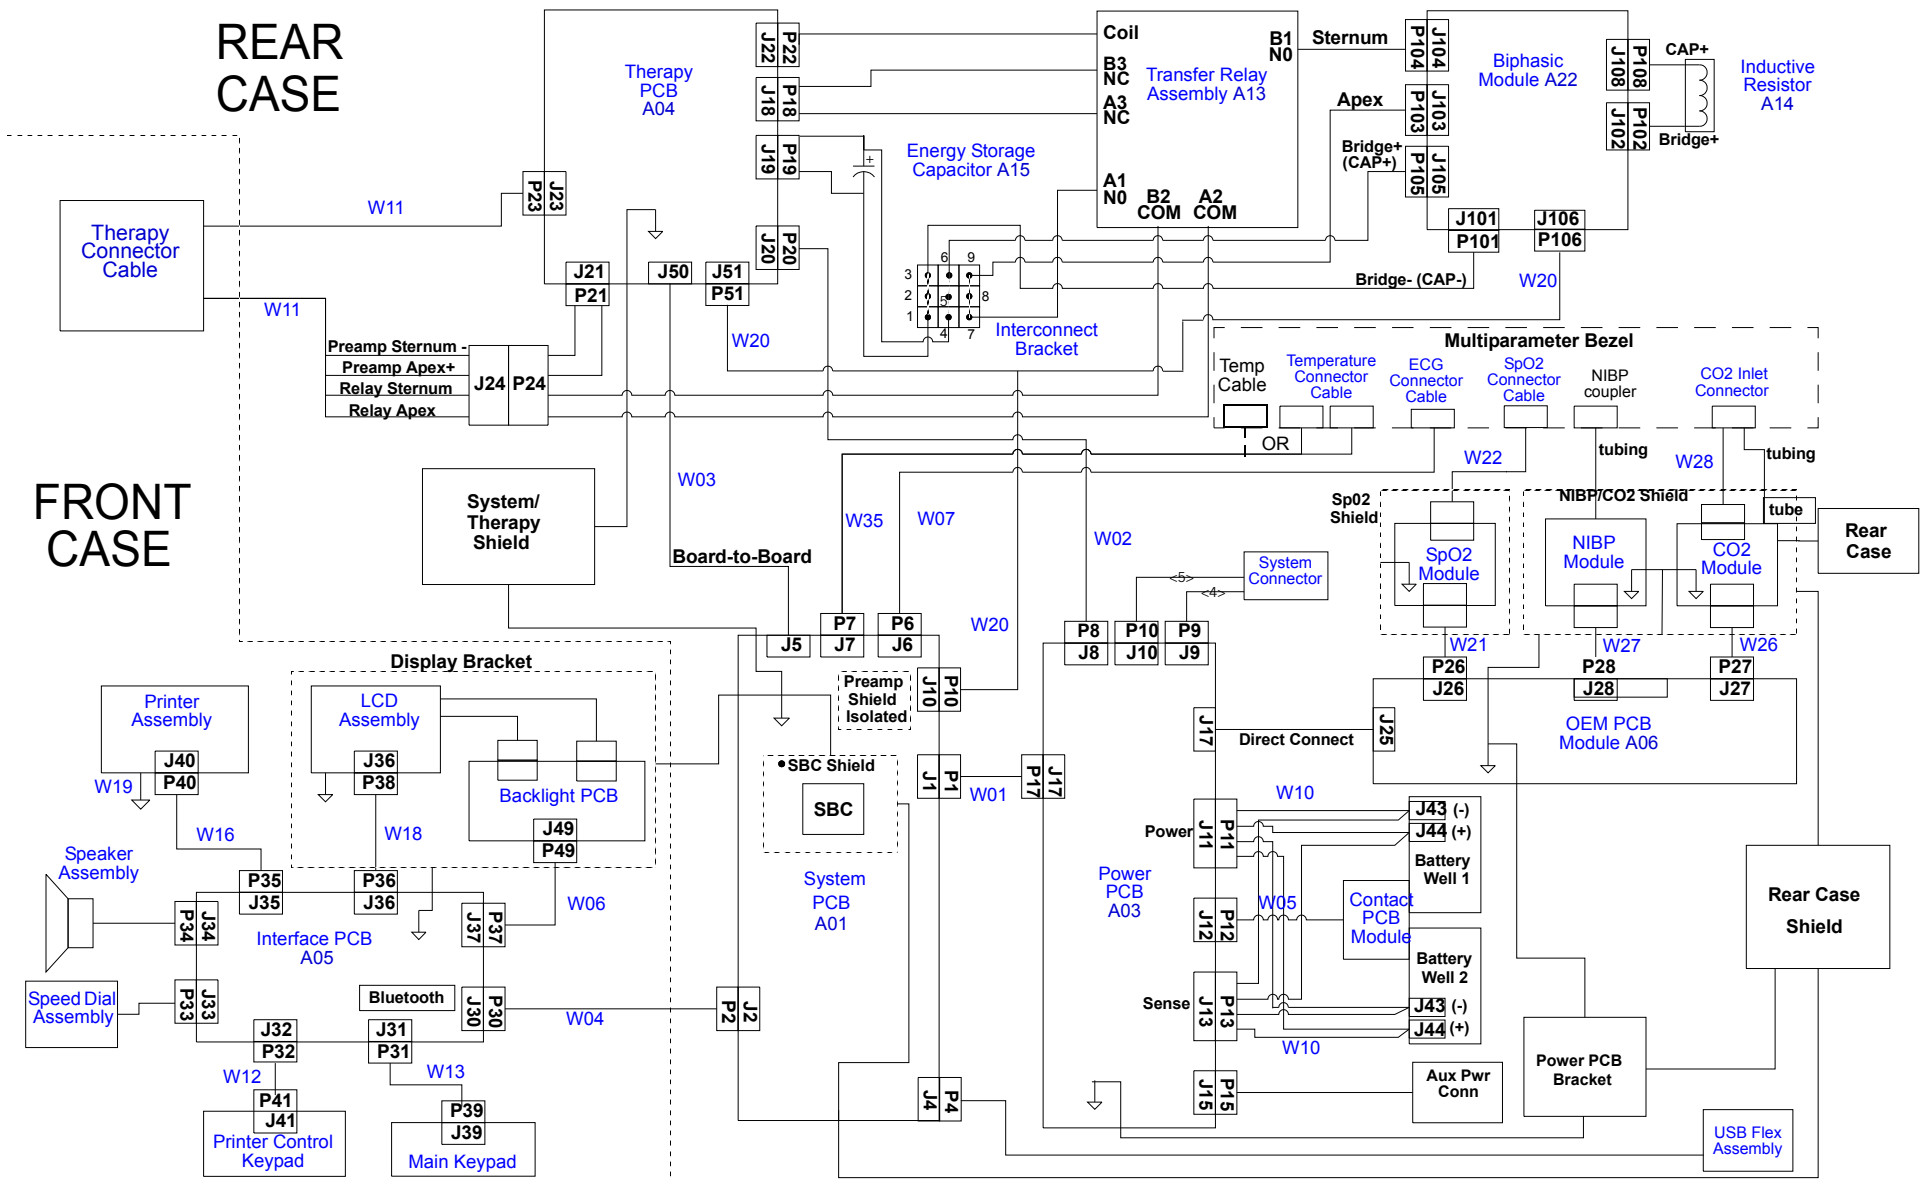 REAR
CASE
FRONT
CASE
Therapy
PCB
A04
J22
P22
J18
P18
J19
P19
J20
P20
P23
J23
J21
P21
J50
J51
P51
W11
W11
Therapy
Connector
Cable
Preamp Sternum -
Preamp Apex+
Relay Sternum
Relay Apex
J24
P24
W20
W03
Coil
B3
NC
A3
NC
A1
N0
B2
COM
A2
COM
B1
N0
Transfer Relay
Assembly A13
Energy Storage
Capacitor A15
+
3
6
9
2
5
8
1
4
7
Interconnect
Bracket
Sternum
Apex
Bridge+
(CAP+)
Bridge- (CAP-)
P104
J104
P103
J103
P105
J105
J101
P101
J106
P106
J108
P108
J102
P102
Biphasic
Module A22
CAP+
Bridge+
Inductive
Resistor
A14
W20
Multiparameter Bezel
Temp
Cable
OR
Temperature
Connector
Cable
ECG
Connector
Cable
SpO2
Connector
Cable
NIBP
coupler
CO2 Inlet
Connector
W22
tubing
W28
tubing
Sp02
Shield
SpO2
Module
NIBP/CO2 Shield
NIBP
Module
CO2
Module
tube
Rear
Case
W21
W27
W26
P26
J26
P28
J28
P27
J27
OEM PCB
Module A06
J25
Direct Connect
System/
Therapy
Shield
Board-to-Board
W35
W07
W02
W20
<5>
<4>
System
Connector
J5
P7
J7
P6
J6
P8
J8
P10
J10
P9
J9
Preamp
Shield
Isolated
J10
P10
SBC Shield
SBC
System
PCB
A01
J1
P1
W01
P17
J17
J17
P2
J2
J4
P4
Power
PCB
A03
Power
J11
P11
J12
P12
Sense
J13
P13
J15
P15
W10
W05
W10
Contact
PCB
Module
J43 (-)
J44 (+)
Battery
Well 1
Battery
Well 2
J43 (-)
J44 (+)
Aux Pwr
Conn
Power PCB
Bracket
Rear Case
Shield
USB Flex
Assembly
Display Bracket
LCD
Assembly
J36
P38
Backlight PCB
J49
P49
W18
W06
Printer
Assembly
J40
P40
W19
W16
Speaker
Assembly
Speed Dial
Assembly
P35
J35
P36
J36
P34
J34
P33
J33
J37
P37
J30
P30
Interface PCB
A05
Bluetooth
J32
P32
J31
P31
W04
W12
W13
P41
J41
Printer Control
Keypad
P39
J39
Main Keypad